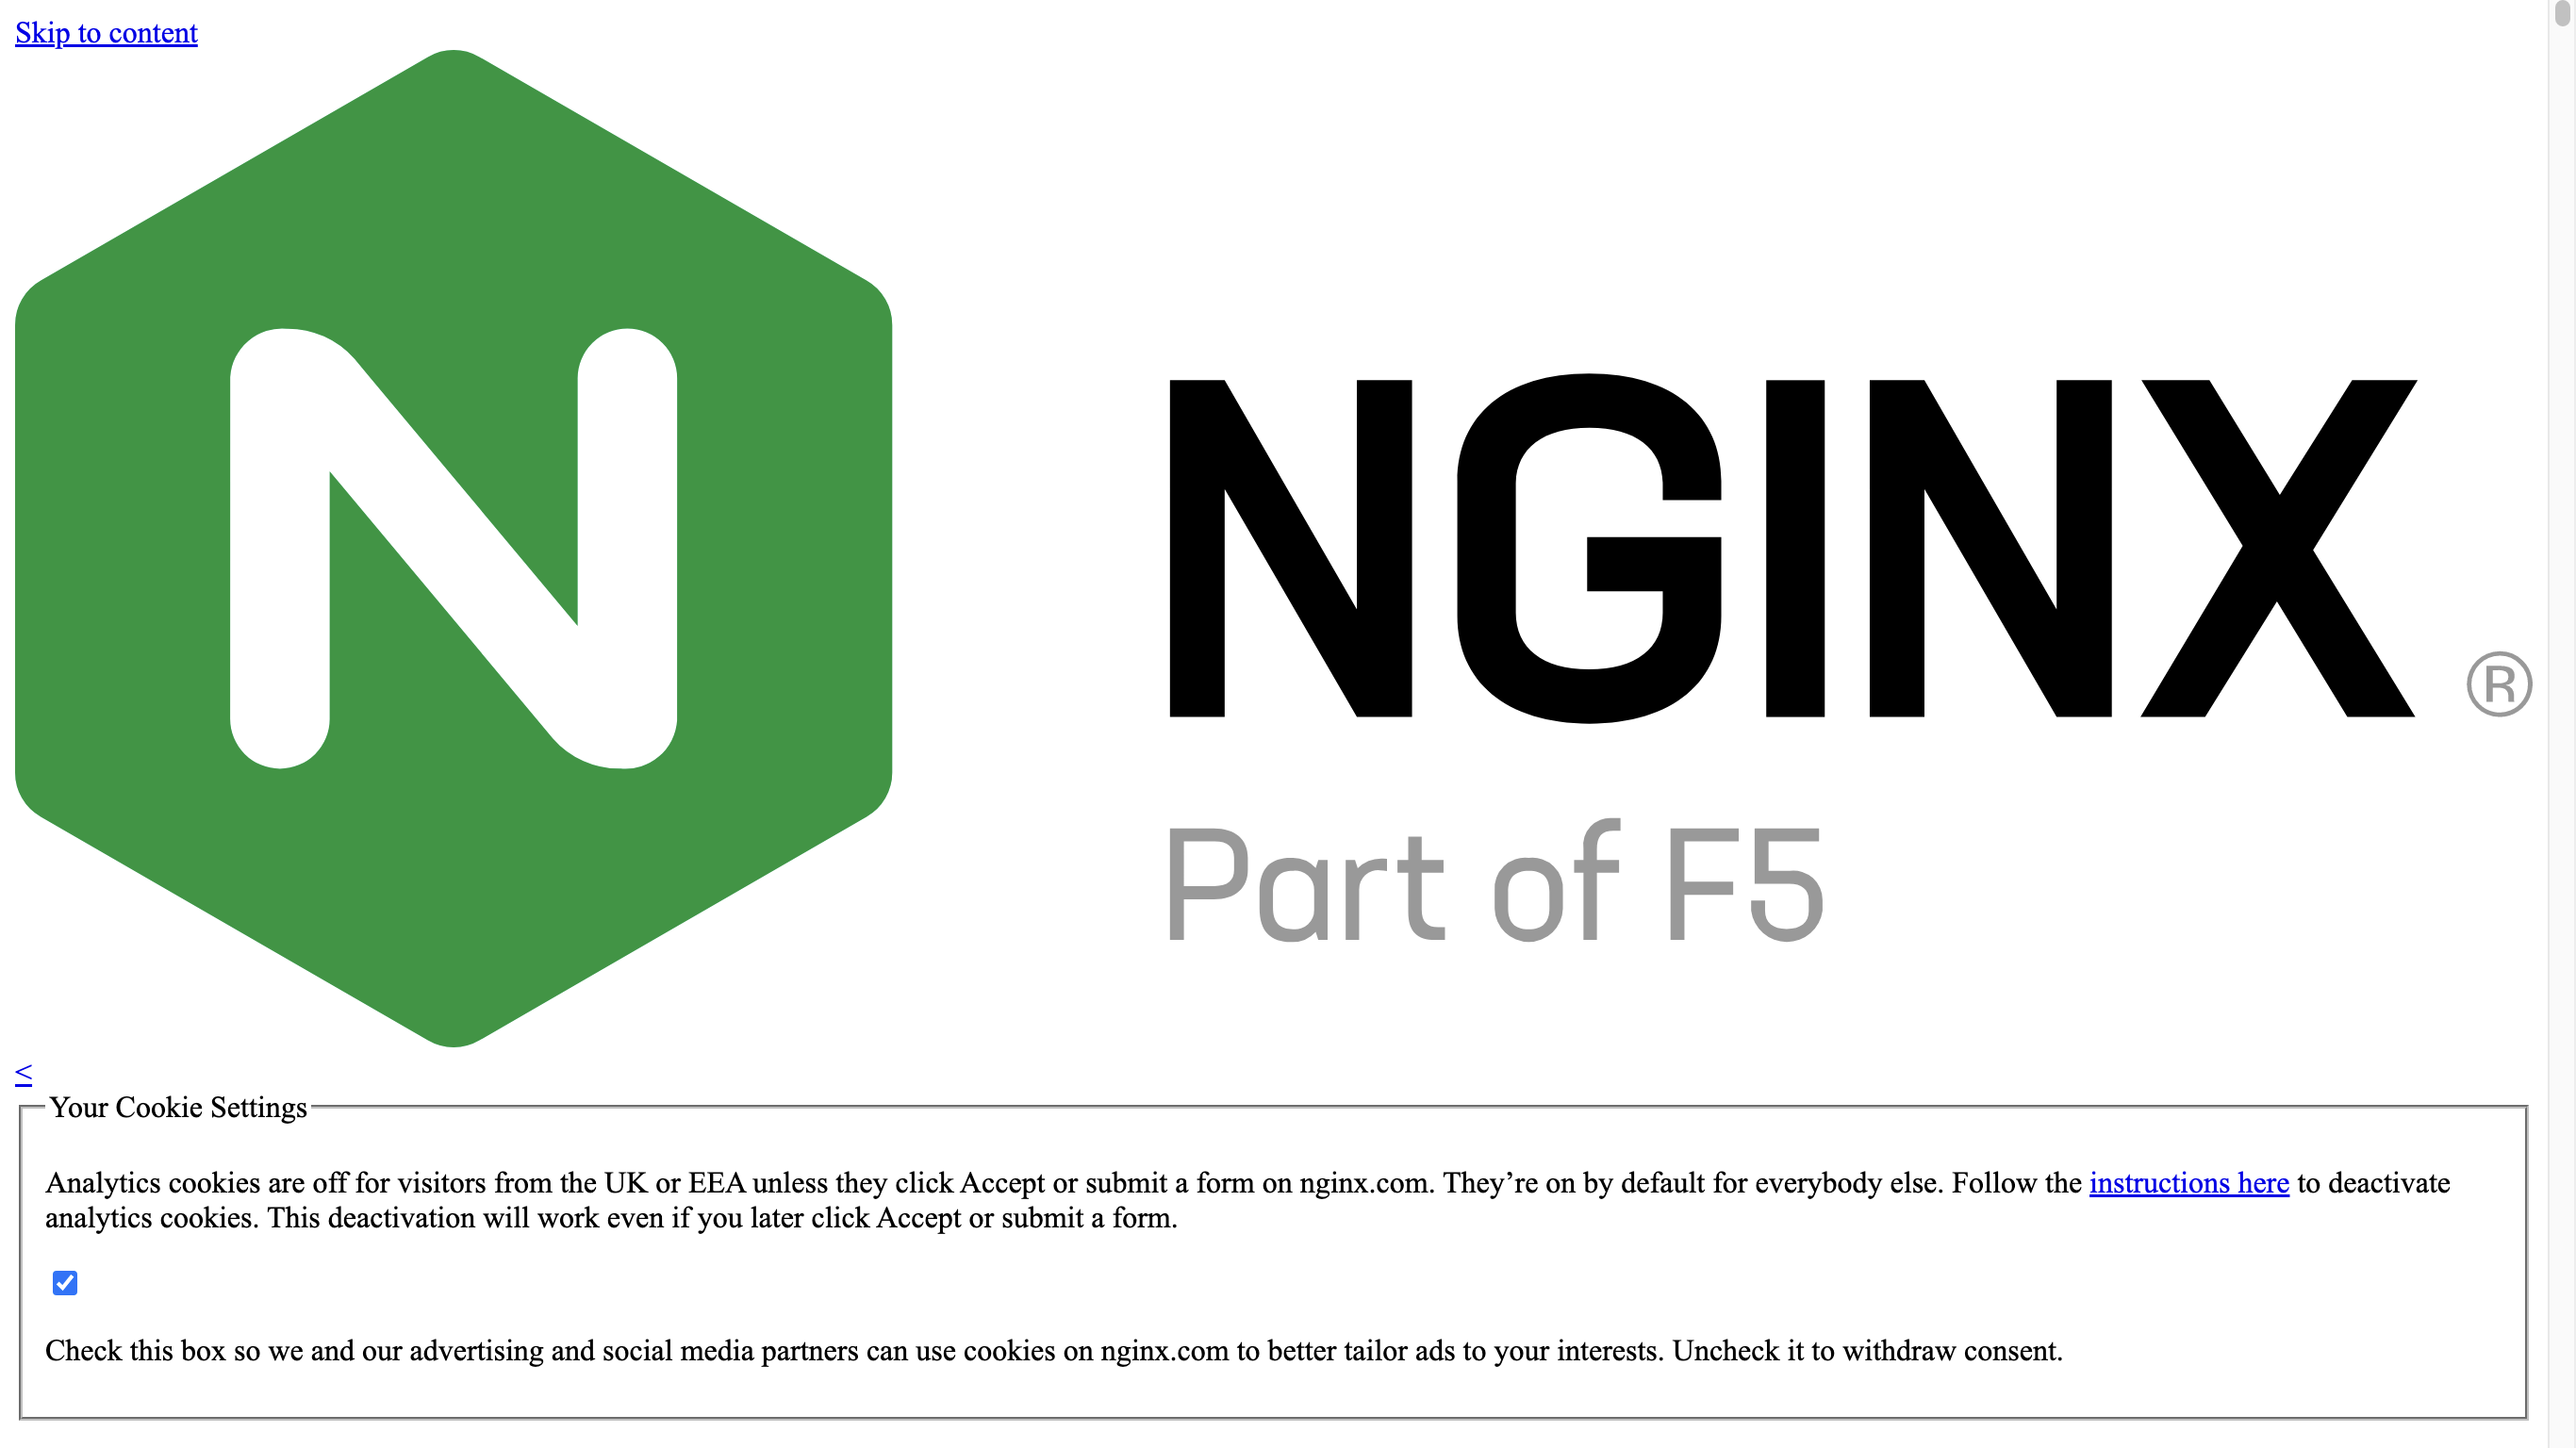 Skip to content
N
NGINX ®
Part of F5
<
Your Cookie Settings
Analytics cookies are off for visitors from the UK or EEA unless they click Accept or submit a form on nginx.com. They’re on by default for everybody else. Follow the instructions here to deactivate
analytics cookies. This deactivation will work even if you later click Accept or submit a form.
Check this box so we and our advertising and social media partners can use cookies on nginx.com to better tailor ads to your interests. Uncheck it to withdraw consent.